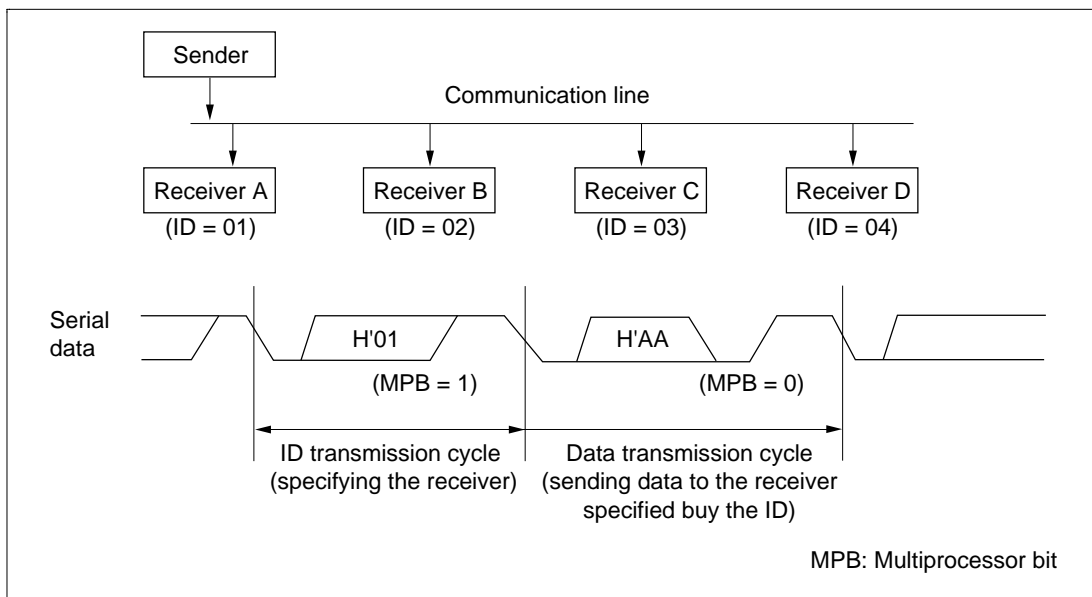 Sender
Communication line
Receiver A
(ID = 01)
Receiver B
(ID = 02)
Receiver C
(ID = 03)
Receiver D
(ID = 04)
Serial
data
H'01
(MPB = 1)
H'AA
(MPB = 0)
ID transmission cycle
(specifying the receiver)
Data transmission cycle
(sending data to the receiver
specified buy the ID)
MPB: Multiprocessor bit